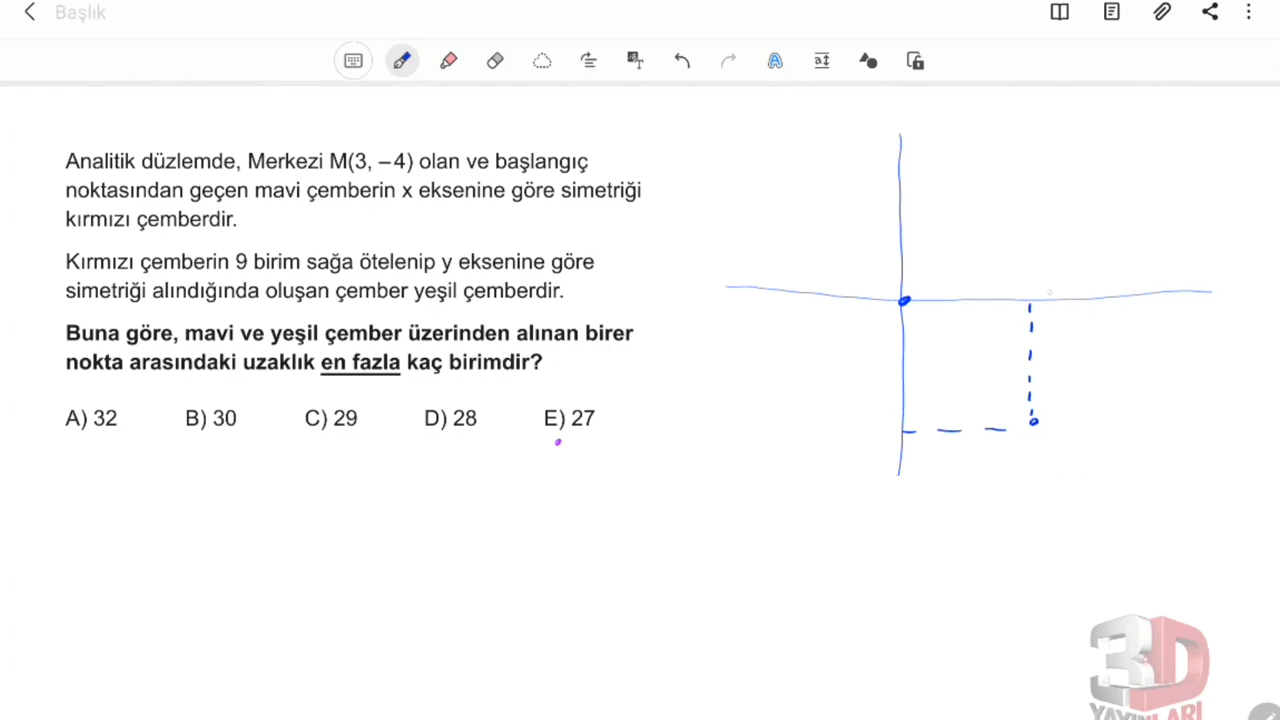 Başlık
Analitik düzlemde, Merkezi M(3, –4) olan ve başlangıç
noktasından geçen mavi çemberin x eksenine göre simetriği
kırmızı çemberdir.
Kırmızı çemberin 9 birim sağa ötelenip y eksenine göre
simetriği alındığında oluşan çember yeşil çemberdir.
Buna göre, mavi ve yeşil çember üzerinden alınan birer
nokta arasındaki uzaklık en fazla kaç birimdir?
A) 32 B) 30 C) 29 D) 28 E) 27
3D
YAYINLARI